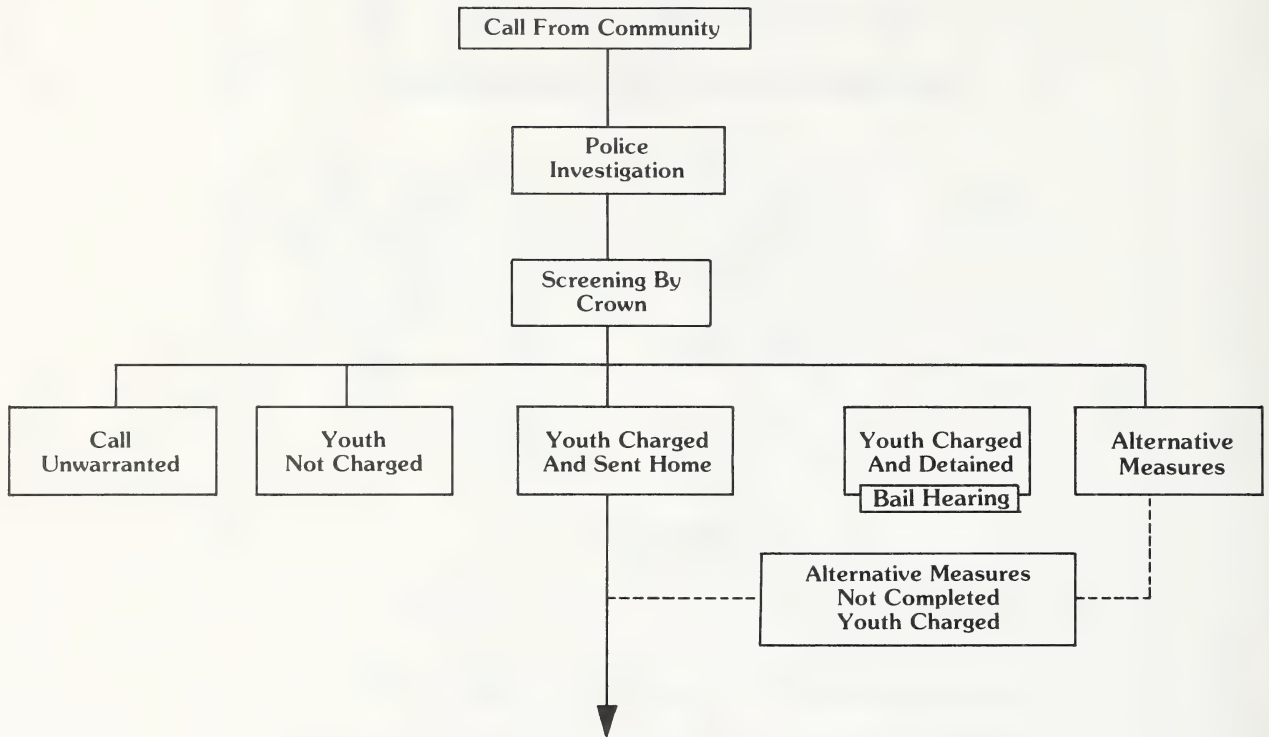 Call From Community
Police
Investigation
Screening By
Crown
Call
Unwarranted
Youth
Not Charged
Youth Charged
And Sent Home
Youth Charged
And Detained
Bail Hearing
Alternative
Measures
Alternative Measures
Not Completed
Youth Charged